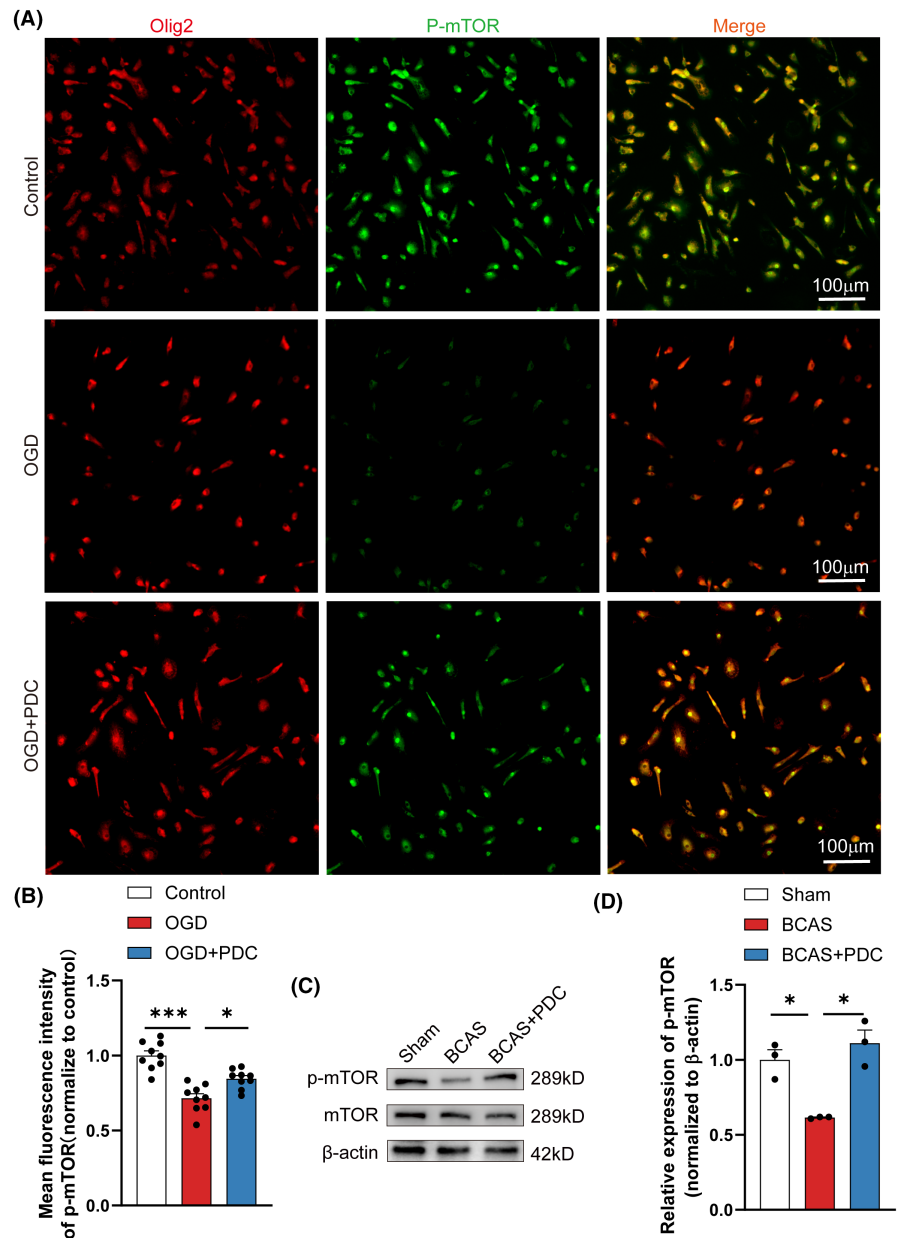 (A)
Olig2 P-mTOR Merge
Control
100μm
OGD
100μm
OGD+PDC
100μm
(B)
Control
OGD
OGD+PDC
Mean fluorescence intensity
of p-mTOR(normalize to control)
1.5
1.0
0.5
0.0
*** *
(C)
Sham BCAS BCAS+PDC
p-mTOR 289kD
mTOR 289kD
β-actin 42kD
(D)
Sham
BCAS
BCAS+PDC
Relative expression of p-mTOR
(normalized to β-actin)
1.5
1.0
0.5
0.0
* *